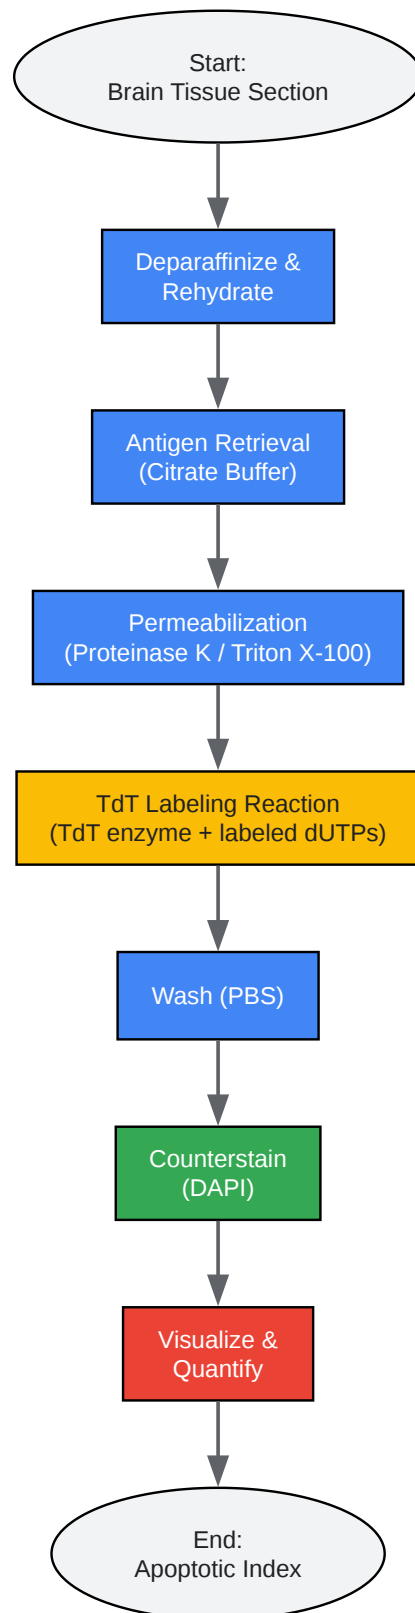 Start:
Brain Tissue Section
Deparaffinize &
Rehydrate
Antigen Retrieval
(Citrate Buffer)
Permeabilization
(Proteinase K / Triton X-100)
TdT Labeling Reaction
(TdT enzyme + labeled dUTPs)
Wash (PBS)
Counterstain
(DAPI)
Visualize &
Quantify
End:
Apoptotic Index